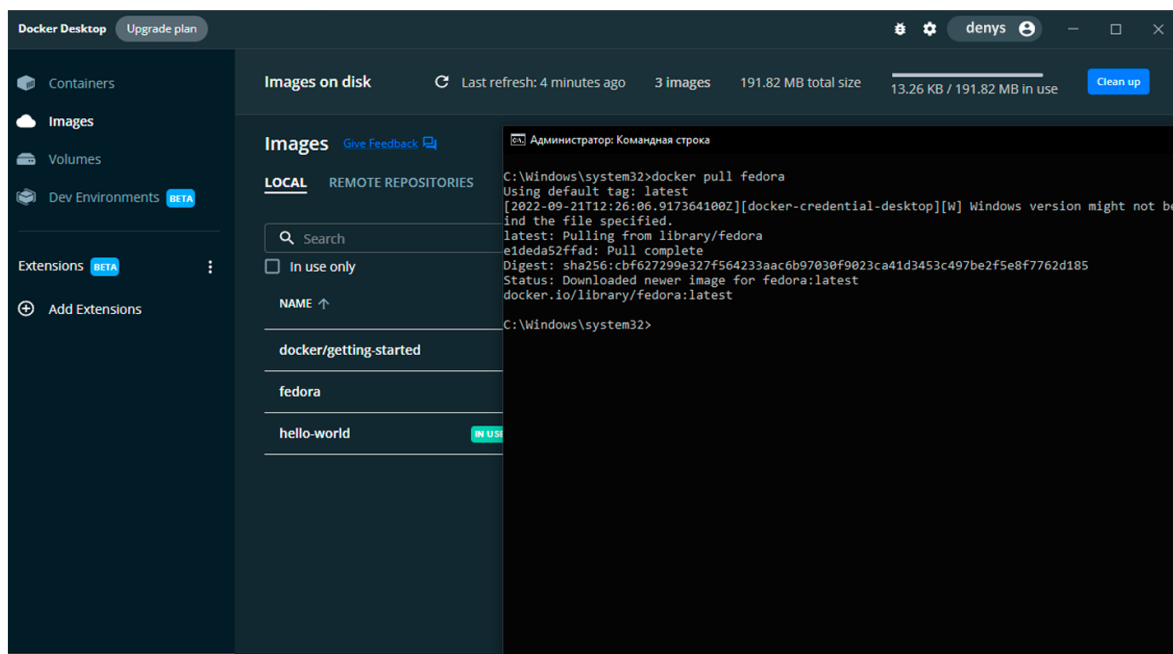 Docker Desktop Upgrade plan denys
Containers
Images
Volumes
Dev Environments BETA
Extensions BETA
Add Extensions
Images on disk Last refresh: 4 minutes ago 3 images 191.82 MB total size 13.26 KB / 191.82 MB in use Clean up
Images Give Feedback
LOCAL REMOTE REPOSITORIES
Search
In use only
NAME
docker/getting-started
fedora
hello-world IN USE
Администратор: Командная строка
C:\Windows\system32>docker pull fedora
Using default tag: latest
[2022-09-21T12:26:06.917364100Z][docker-credential-desktop][W] Windows version might not be
ind the file specified.
latest: Pulling from library/fedora
e1deda52ffad: Pull complete
Digest: sha256:cbf627299e327f564233aac6b97030f9023ca41d3453c497be2f5e8f7762d185
Status: Downloaded newer image for fedora:latest
docker.io/library/fedora:latest
C:\Windows\system32>